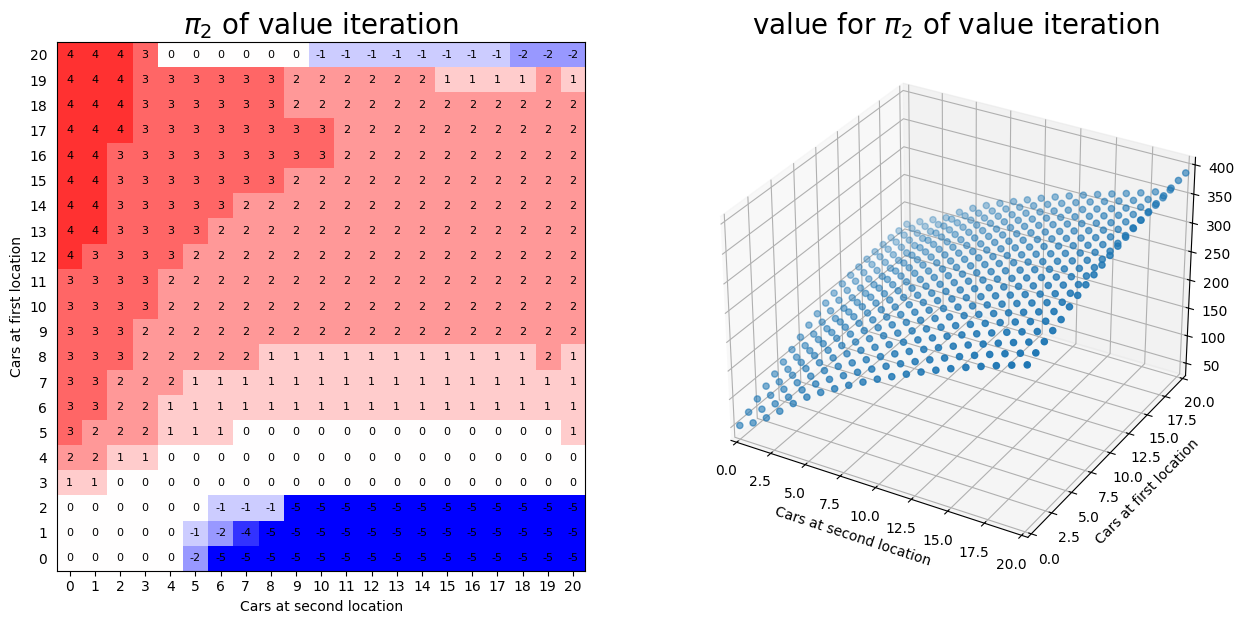 π₂ of value iteration
20 4 4 4 3 0 0 0 0 0 0 -1 -1 -1 -1 -1 -1 -1 -1 -2 -2 -2
19 4 4 4 3 3 3 3 3 3 2 2 2 2 2 2 1 1 1 1 2 1
18 4 4 4 3 3 3 3 3 3 2 2 2 2 2 2 2 2 2 2 2 2
17 4 4 4 3 3 3 3 3 3 3 3 2 2 2 2 2 2 2 2 2 2
16 4 4 3 3 3 3 3 3 3 3 3 2 2 2 2 2 2 2 2 2 2
15 4 4 3 3 3 3 3 3 3 2 2 2 2 2 2 2 2 2 2 2 2
14 4 4 3 3 3 3 3 2 2 2 2 2 2 2 2 2 2 2 2 2 2
13 4 4 3 3 3 3 2 2 2 2 2 2 2 2 2 2 2 2 2 2 2
12 4 3 3 3 3 2 2 2 2 2 2 2 2 2 2 2 2 2 2 2 2
11 3 3 3 3 2 2 2 2 2 2 2 2 2 2 2 2 2 2 2 2 2
10 3 3 3 3 2 2 2 2 2 2 2 2 2 2 2 2 2 2 2 2 2
9 3 3 3 2 2 2 2 2 2 2 2 2 2 2 2 2 2 2 2 2 2
8 3 3 3 2 2 2 2 2 1 1 1 1 1 1 1 1 1 1 1 2 1
7 3 3 2 2 2 1 1 1 1 1 1 1 1 1 1 1 1 1 1 1 1
6 3 3 2 2 1 1 1 1 1 1 1 1 1 1 1 1 1 1 1 1 1
5 3 2 2 2 1 1 1 0 0 0 0 0 0 0 0 0 0 0 0 0 1
4 2 2 1 1 0 0 0 0 0 0 0 0 0 0 0 0 0 0 0 0 0
3 1 1 0 0 0 0 0 0 0 0 0 0 0 0 0 0 0 0 0 0 0
2 0 0 0 0 0 0 -1 -1 -1 -5 -5 -5 -5 -5 -5 -5 -5 -5 -5 -5 -5
1 0 0 0 0 0 -1 -2 -4 -5 -5 -5 -5 -5 -5 -5 -5 -5 -5 -5 -5 -5
0 0 0 0 0 0 -2 -5 -5 -5 -5 -5 -5 -5 -5 -5 -5 -5 -5 -5 -5 -5
0 1 2 3 4 5 6 7 8 9 10 11 12 13 14 15 16 17 18 19 20
Cars at first location
Cars at second location
value for π₂ of value iteration
400
350
300
250
200
150
100
50
0.0 2.5 5.0 7.5 10.0 12.5 15.0 17.5 20.0
Cars at second location
0.0 2.5 5.0 7.5 10.0 12.5 15.0 17.5 20.0
Cars at first location